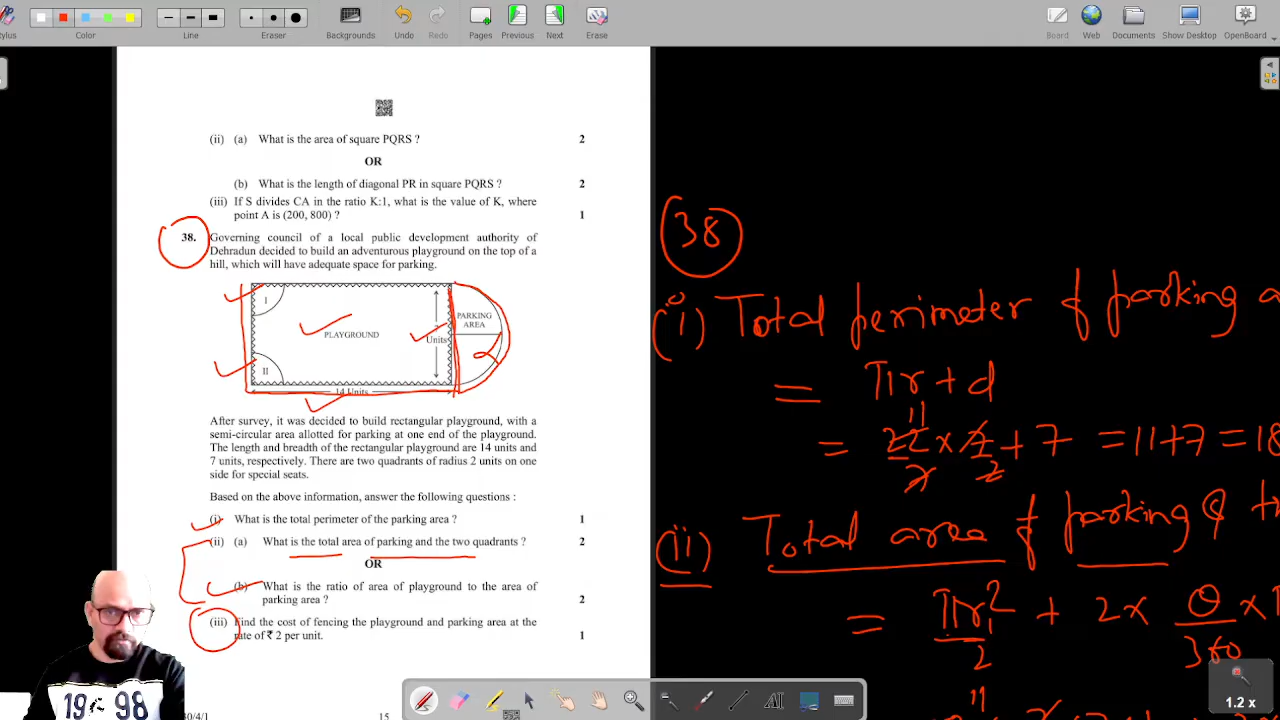 Stylus Color Line Eraser Backgrounds Undo Redo Pages Previous Next Erase Board Web Documents Show Desktop OpenBoard
(ii) (a) What is the area of square PQRS ? 2
OR
(b) What is the length of diagonal PR in square PQRS ? 2
(iii) If S divides CA in the ratio K:1, what is the value of K, where
point A is (200, 800) ? 1
38. Governing council of a local public development authority of
Dehradun decided to build an adventurous playground on the top of a
hill, which will have adequate space for parking.
I
PARKING
AREA
PLAYGROUND
Units
II
14 Units
After survey, it was decided to build rectangular playground, with a
semi-circular area allotted for parking at one end of the playground.
The length and breadth of the rectangular playground are 14 units and
7 units, respectively. There are two quadrants of radius 2 units on one
side for special seats.
Based on the above information, answer the following questions :
(i) What is the total perimeter of the parking area ? 1
(ii) (a) What is the total area of parking and the two quadrants ? 2
OR
(b) What is the ratio of area of playground to the area of
parking area ? 2
(iii) Find the cost of fencing the playground and parking area at the
rate of ₹ 2 per unit. 1
30/4/1 15
38
(i) Total perimeter of parking a
= πr + d
= 22/2 × 7/2 + 7 = 11+7 = 18
(ii) Total area of parking &
= πr²/2 + 2 × θ/360 ×
11
19 98
1.2 x